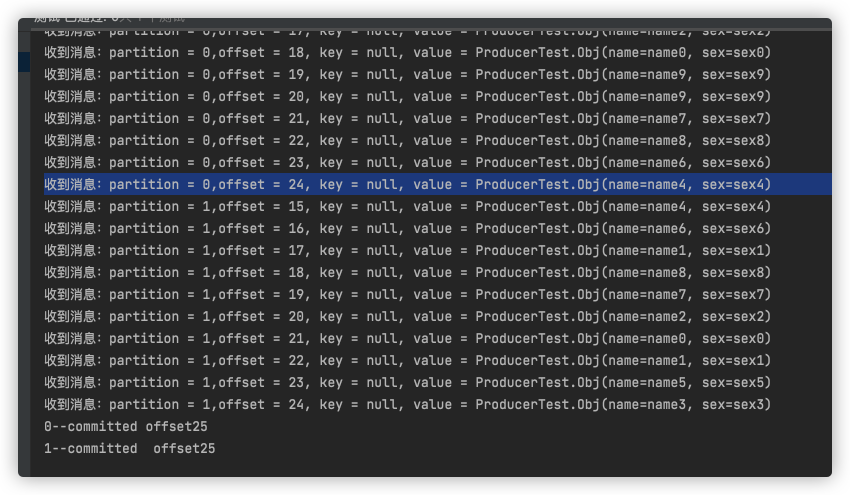 收到消息: partition = 0,offset = 17, key = null, value = ProducerTest.Obj(name=name2, sex=sex2)
收到消息: partition = 0,offset = 18, key = null, value = ProducerTest.Obj(name=name0, sex=sex0)
收到消息: partition = 0,offset = 19, key = null, value = ProducerTest.Obj(name=name9, sex=sex9)
收到消息: partition = 0,offset = 20, key = null, value = ProducerTest.Obj(name=name9, sex=sex9)
收到消息: partition = 0,offset = 21, key = null, value = ProducerTest.Obj(name=name7, sex=sex7)
收到消息: partition = 0,offset = 22, key = null, value = ProducerTest.Obj(name=name8, sex=sex8)
收到消息: partition = 0,offset = 23, key = null, value = ProducerTest.Obj(name=name6, sex=sex6)
收到消息: partition = 0,offset = 24, key = null, value = ProducerTest.Obj(name=name4, sex=sex4)
收到消息: partition = 1,offset = 15, key = null, value = ProducerTest.Obj(name=name4, sex=sex4)
收到消息: partition = 1,offset = 16, key = null, value = ProducerTest.Obj(name=name6, sex=sex6)
收到消息: partition = 1,offset = 17, key = null, value = ProducerTest.Obj(name=name1, sex=sex1)
收到消息: partition = 1,offset = 18, key = null, value = ProducerTest.Obj(name=name8, sex=sex8)
收到消息: partition = 1,offset = 19, key = null, value = ProducerTest.Obj(name=name7, sex=sex7)
收到消息: partition = 1,offset = 20, key = null, value = ProducerTest.Obj(name=name2, sex=sex2)
收到消息: partition = 1,offset = 21, key = null, value = ProducerTest.Obj(name=name0, sex=sex0)
收到消息: partition = 1,offset = 22, key = null, value = ProducerTest.Obj(name=name1, sex=sex1)
收到消息: partition = 1,offset = 23, key = null, value = ProducerTest.Obj(name=name5, sex=sex5)
收到消息: partition = 1,offset = 24, key = null, value = ProducerTest.Obj(name=name3, sex=sex3)
0--committed offset25
1--committed  offset25